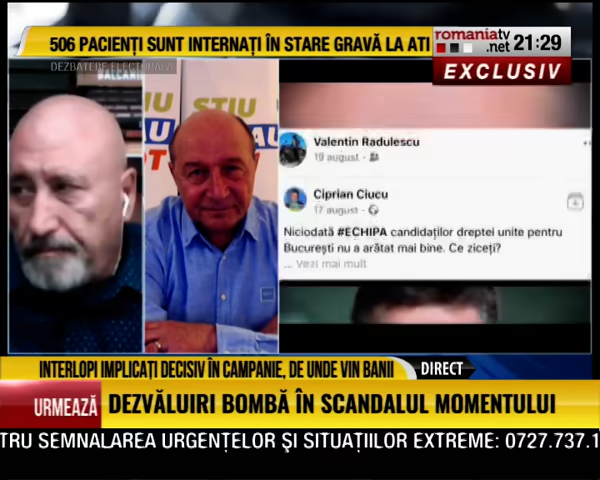 506 PACIENȚI SUNT INTERNAȚI ÎN STARE GRAVĂ LA ATI
romaniatv
.net
21:29
EXCLUSIV
DEZBATERE ELECTORALĂ
BALCANII
ȘTIU
Valentin Radulescu
19 august
Ciprian Ciucu
17 august
Niciodată #ECHIPA candidaților dreptei unite pentru
București nu a arătat mai bine. Ce ziceți?
... Vezi mai mult
INTERLOPI IMPLICAȚI DECISIV ÎN CAMPANIE, DE UNDE VIN BANII
DIRECT
URMEAZĂ
DEZVĂLUIRI BOMBĂ ÎN SCANDALUL MOMENTULUI
TRU SEMNALAREA URGENȚELOR ŞI SITUAȚIILOR EXTREME: 0727.737.1